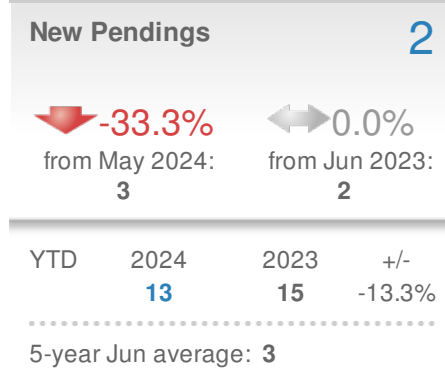 New Pendings 2
-33.3% 0.0%
from May 2024: from Jun 2023:
3 2
YTD 2024 2023 +/-
13 15 -13.3%
5-year Jun average: 3